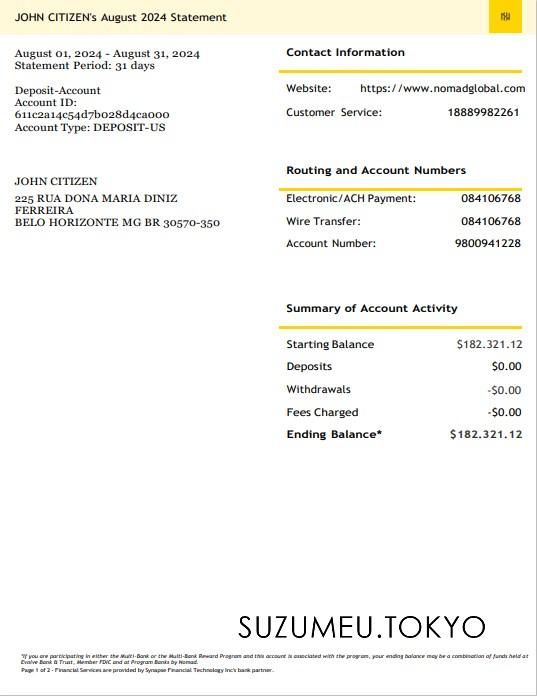 JOHN CITIZEN's August 2024 Statement
August 01, 2024 - August 31, 2024
Statement Period: 31 days
Deposit-Account
Account ID:
611c2a14c54d7b028d4ca000
Account Type: DEPOSIT-US
JOHN CITIZEN
225 RUA DONA MARIA DINIZ
FERREIRA
BELO HORIZONTE MG BR 30570-350
Contact Information
Website: https://www.nomadglobal.com
Customer Service: 18889982261
Routing and Account Numbers
Electronic/ACH Payment: 084106768
Wire Transfer: 084106768
Account Number: 9800941228
Summary of Account Activity
Starting Balance $182.321.12
Deposits $0.00
Withdrawals -$0.00
Fees Charged -$0.00
Ending Balance* $182.321.12
SUZUMEU.TOKYO
*If you are participating in either the Multi-Bank or the Multi-Bank Reward Program and this account is associated with the program, your ending balance may be a combination of funds held at
Evolve Bank & Trust, Member FDIC and at Program Banks by Nomad.
Page 1 of 2 - Financial Services are provided by Synapse Financial Technology Inc's bank partner.